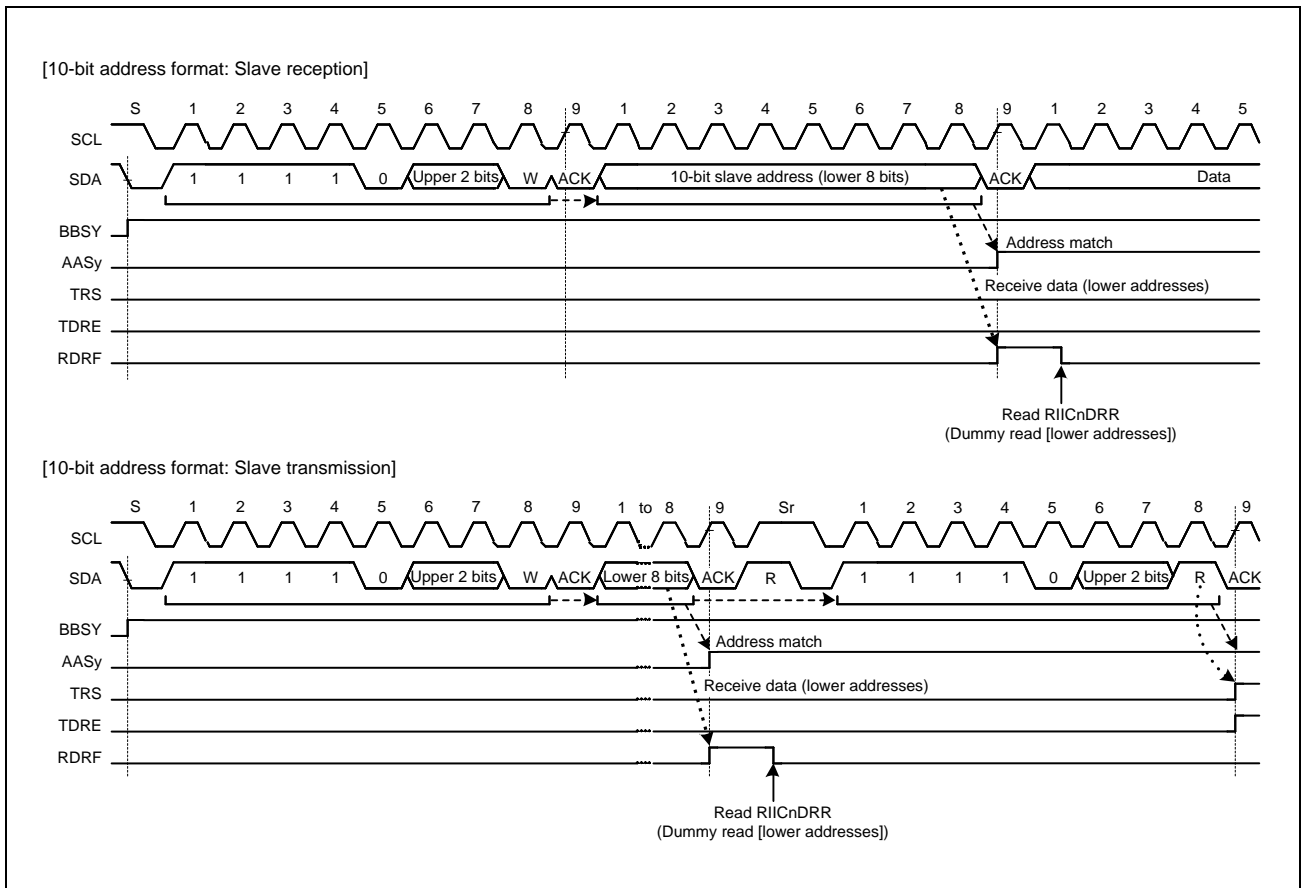 [10-bit address format: Slave reception]
S 1 2 3 4 5 6 7 8 9 1 2 3 4 5 6 7 8 9 1 2 3 4 5
SCL
SDA 1 1 1 1 0 Upper 2 bits W ACK 10-bit slave address (lower 8 bits) ACK Data
BBSY
Address match
AASy
Receive data (lower addresses)
TRS
TDRE
RDRF
Read RIICnDRR
(Dummy read [lower addresses])
[10-bit address format: Slave transmission]
S 1 2 3 4 5 6 7 8 9 1 to 8 9 Sr 1 2 3 4 5 6 7 8 9
SCL
SDA 1 1 1 1 0 Upper 2 bits W ACK Lower 8 bits ACK R 1 1 1 1 0 Upper 2 bits R ACK
BBSY
Address match
AASy
Receive data (lower addresses)
TRS
TDRE
RDRF
Read RIICnDRR
(Dummy read [lower addresses])